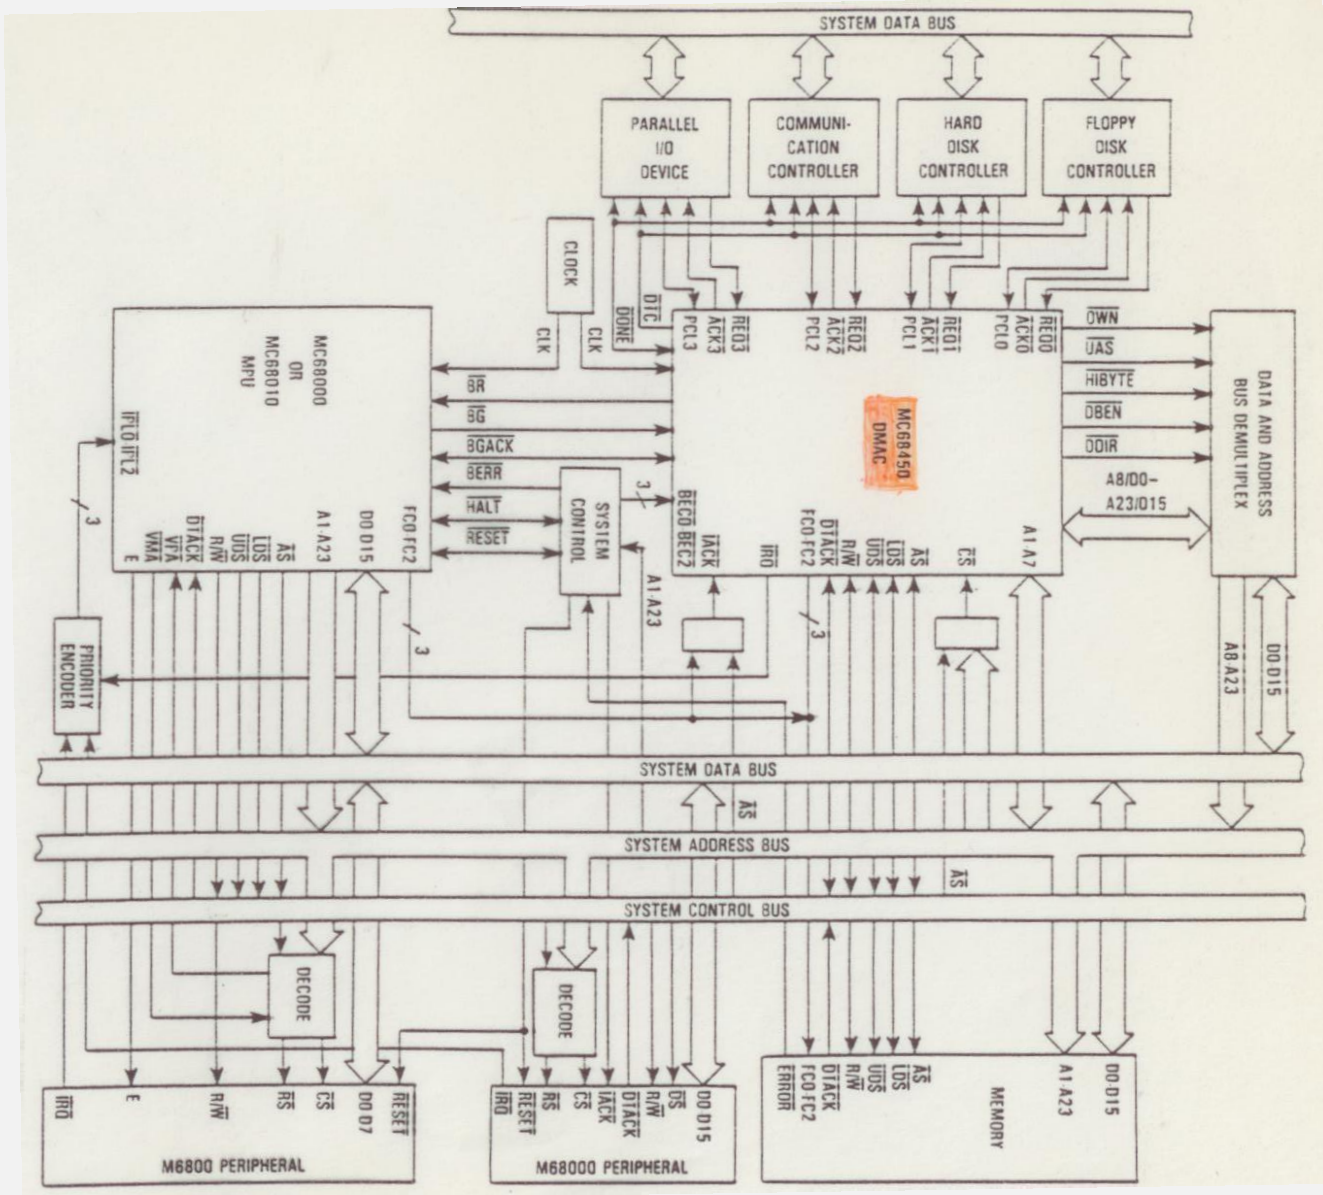 SYSTEM DATA BUS
PARALLEL
I/O
DEVICE
COMMUNI-
CATION
CONTROLLER
HARD
DISK
CONTROLLER
FLOPPY
DISK
CONTROLLER
CLOCK
CLK
CLK
DONE
DTC
PCL3
ACK3
REQ3
PCL2
ACK2
REQ2
PCL1
ACK1
REQ1
PCL0
ACK0
REQ0
MC68000
OR
MC68010
MPU
IPL0-IPL2
3
BR
BG
BGACK
BERR
HALT
RESET
SYSTEM
CONTROL
3
MC68450
DMAC
OWN
UAS
HIBYTE
DBEN
DDIR
A8/D0-
A23/D15
DATA AND ADDRESS
BUS DEMULTIPLEX
E
VMA
VPA
DTACK
R/W
UDS
LDS
AS
A1-A23
D0-D15
FC0-FC2
3
A1-A23
BEC0-BEC2
IACK
IRQ
FC0-FC2
DTACK
R/W
UDS
LDS
AS
CS
A1-A7
3
PRIORITY
ENCODER
A8-A23
D0-D15
SYSTEM DATA BUS
AS
SYSTEM ADDRESS BUS
AS
SYSTEM CONTROL BUS
DECODE
DECODE
IRQ
E
R/W
RS
CS
D0-D7
RESET
M6800 PERIPHERAL
IRQ
RESET
RS
CS
IACK
DTACK
R/W
DS
D0-D15
M68000 PERIPHERAL
ERROR
FC0-FC2
DTACK
R/W
UDS
LDS
AS
MEMORY
A1-A23
D0-D15